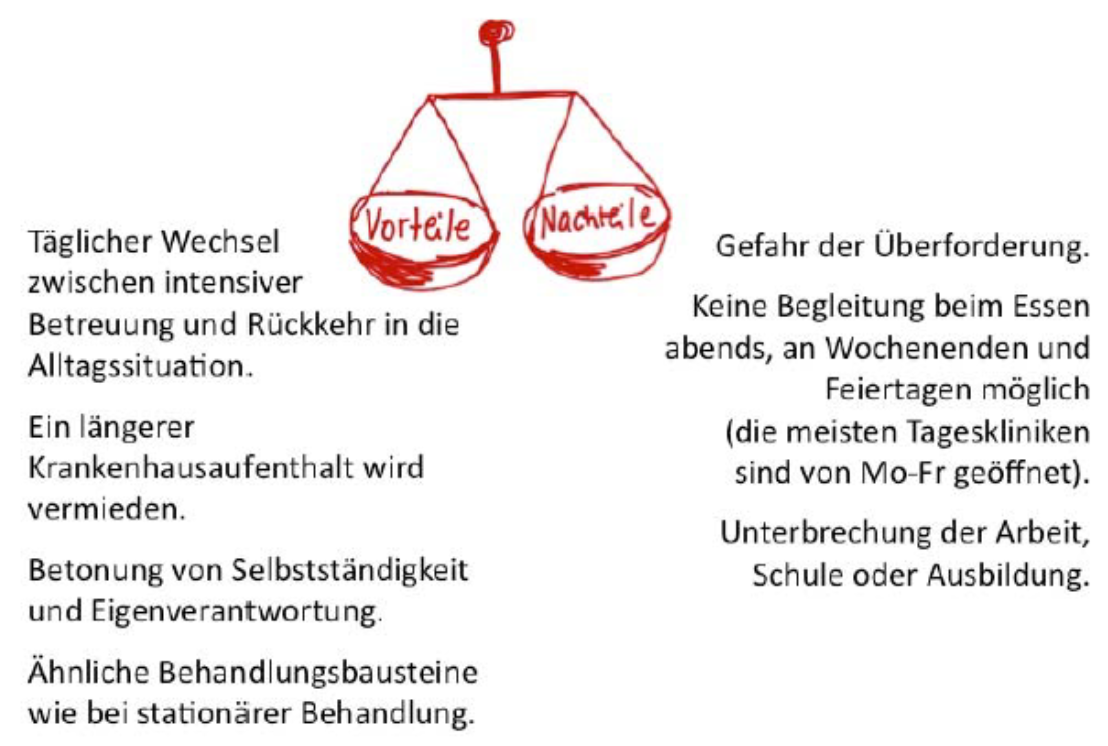 Vorteile
Nachteile
Täglicher Wechsel
zwischen intensiver
Betreuung und Rückkehr in die
Alltagssituation.
Ein längerer
Krankenhausaufenthalt wird
vermieden.
Betonung von Selbstständigkeit
und Eigenverantwortung.
Ähnliche Behandlungsbausteine
wie bei stationärer Behandlung.
Gefahr der Überforderung.
Keine Begleitung beim Essen
abends, an Wochenenden und
Feiertagen möglich
(die meisten Tageskliniken
sind von Mo-Fr geöffnet).
Unterbrechung der Arbeit,
Schule oder Ausbildung.